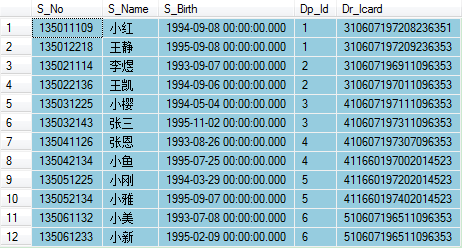 S_No S_Name S_Birth Dp_Id Dr_Icard
1 135011109 小红 1994-09-08 00:00:00.000 1 310607197208236351
2 135012218 王静 1995-09-08 00:00:00.000 1 310607197209236353
3 135021114 李煜 1993-09-07 00:00:00.000 2 310607196911096353
4 135022136 王凯 1994-09-06 00:00:00.000 2 310607197011096353
5 135031225 小樱 1994-05-04 00:00:00.000 3 410607197111096353
6 135032143 张三 1995-11-02 00:00:00.000 3 410607197311096353
7 135041126 张恩 1993-08-26 00:00:00.000 4 410607197307096353
8 135042134 小鱼 1995-07-25 00:00:00.000 4 411660197002014523
9 135051225 小刚 1994-03-29 00:00:00.000 5 411660197202014523
10 135052134 小雅 1995-09-07 00:00:00.000 5 411660197402014523
11 135061132 小美 1993-07-08 00:00:00.000 6 510607196511096353
12 135061233 小新 1995-02-09 00:00:00.000 6 510607196511096353